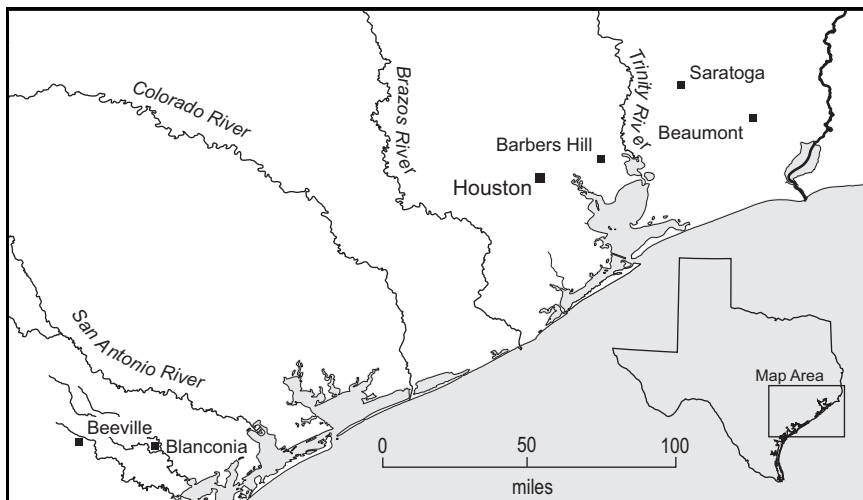 Colorado River
Brazos River
Trinity River
Saratoga
Beaumont
Barbers Hill
Houston
San Antonio River
Beeville
Blanconia
Map Area
0 50 100
miles